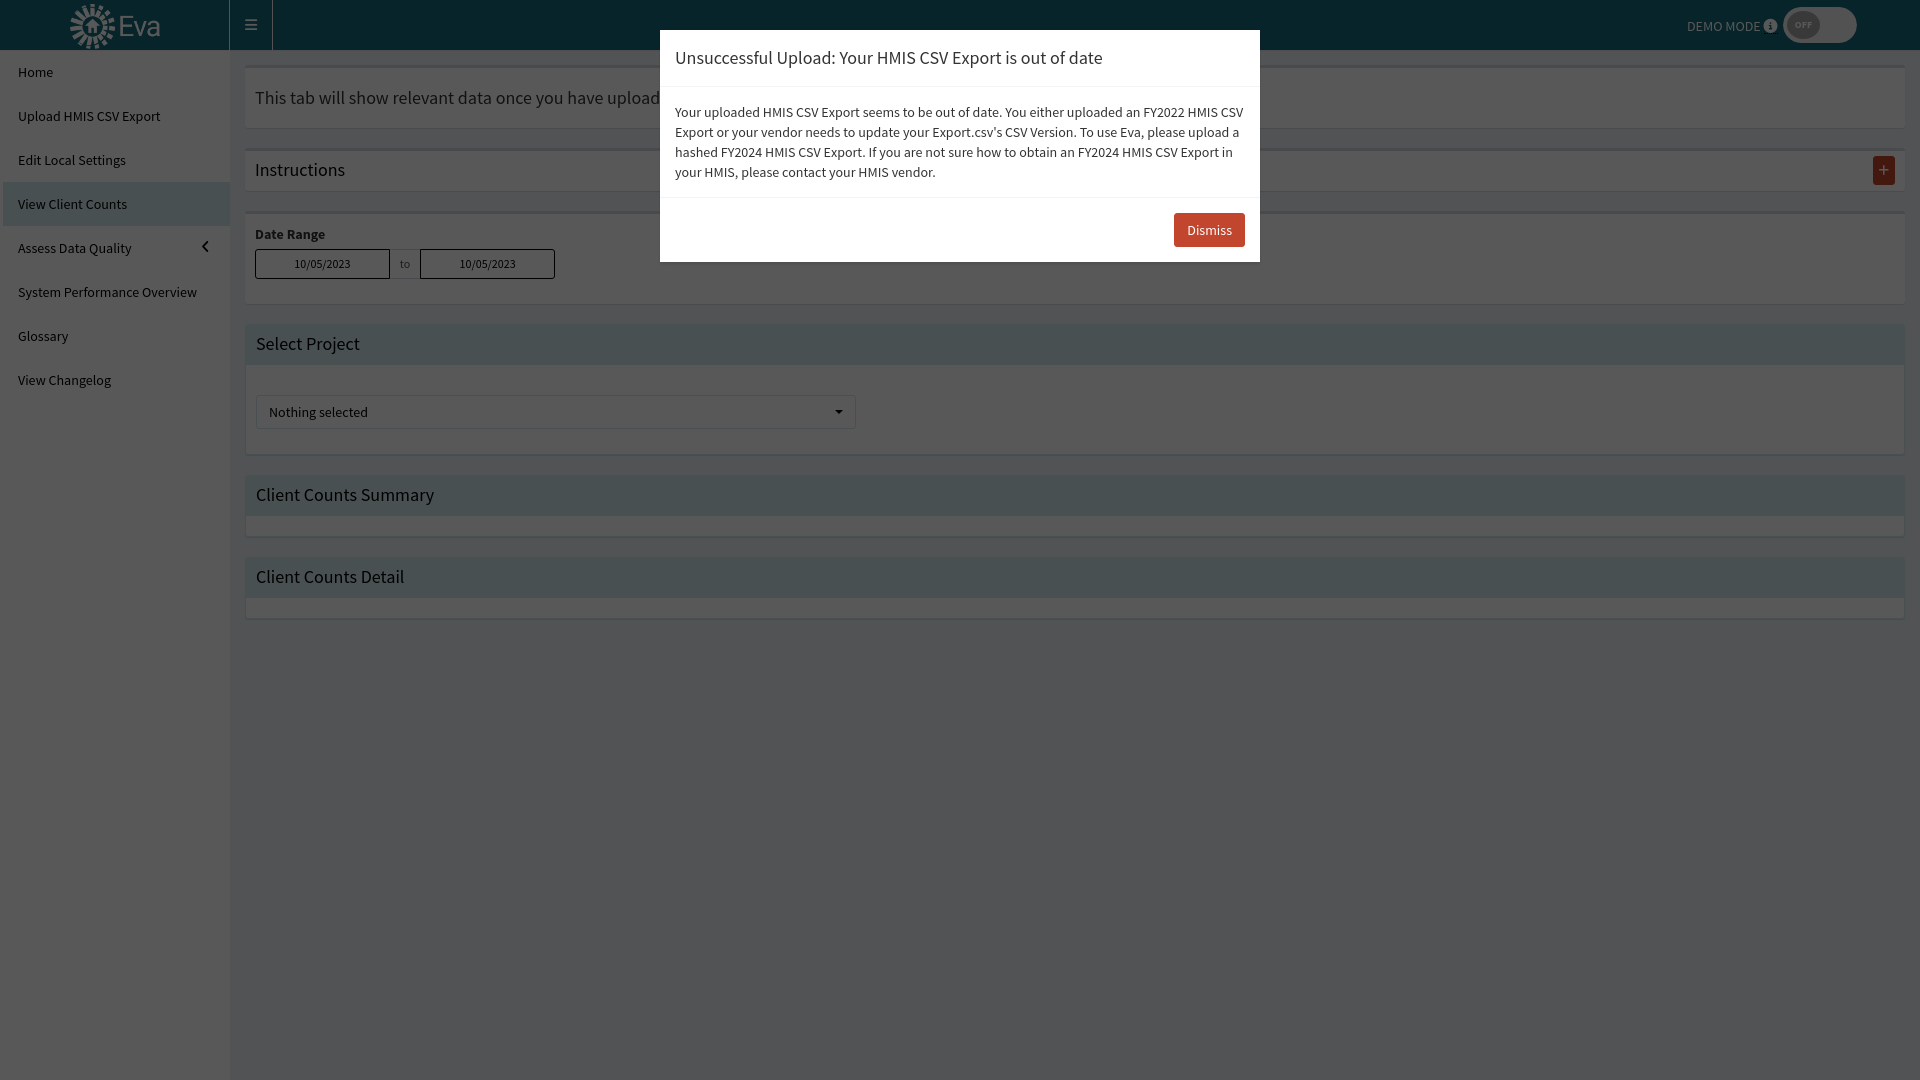 Eva
DEMO MODE
OFF
Home
Upload HMIS CSV Export
Edit Local Settings
View Client Counts
Assess Data Quality
System Performance Overview
Glossary
View Changelog
Unsuccessful Upload: Your HMIS CSV Export is out of date
Your uploaded HMIS CSV Export seems to be out of date. You either uploaded an FY2022 HMIS CSV
Export or your vendor needs to update your Export.csv's CSV Version. To use Eva, please upload a
hashed FY2024 HMIS CSV Export. If you are not sure how to obtain an FY2024 HMIS CSV Export in
your HMIS, please contact your HMIS vendor.
Dismiss
This tab will show relevant data once you have upload
Instructions
+
Date Range
10/05/2023 to 10/05/2023
Select Project
Nothing selected
Client Counts Summary
Client Counts Detail